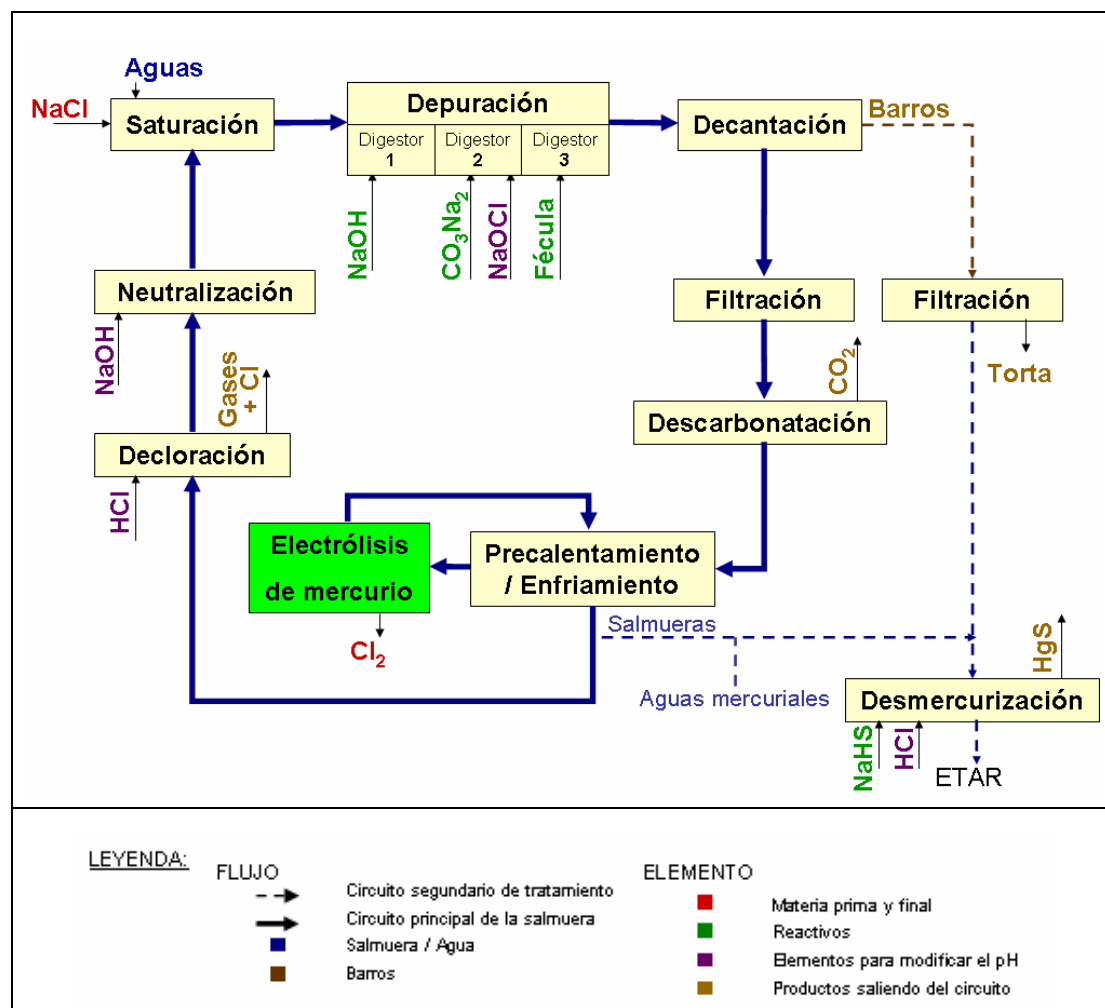 Aguas
NaCl
Saturación
Depuración
Digestor
1
Digestor
2
Digestor
3
Decantación
Barros
NaOH
CO3Na2
NaOCl
Fécula
Neutralización
NaOH
Filtración
Filtración
Torta
CO2
Gases
+ Cl
Descarbonatación
Decloración
HCl
Electrólisis
de mercurio
Precalentamiento
/ Enfriamiento
Cl2
Salmueras
Aguas mercuriales
HgS
Desmercurización
NaHS
HCl
ETAR
LEYENDA:
FLUJO
Circuito segundario de tratamiento
Circuito principal de la salmuera
Salmuera / Agua
Barros
ELEMENTO
Materia prima y final
Reactivos
Elementos para modificar el pH
Productos saliendo del circuito